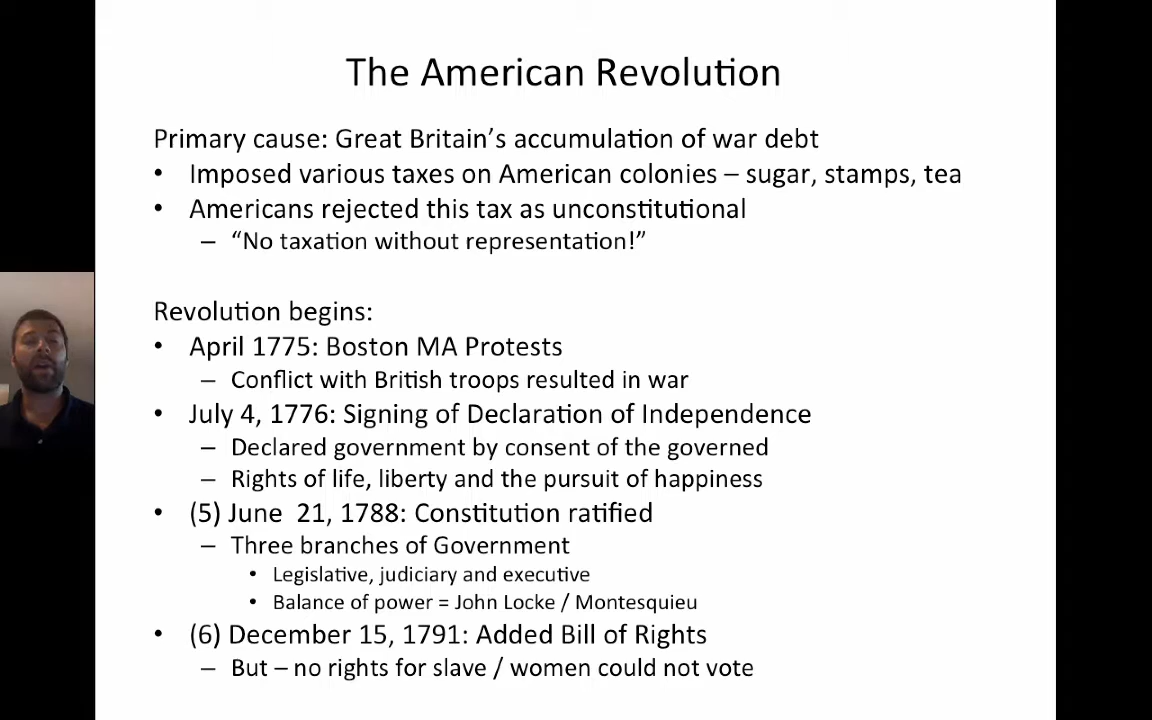 The American Revolution
Primary cause: Great Britain’s accumulation of war debt
• Imposed various taxes on American colonies – sugar, stamps, tea
• Americans rejected this tax as unconstitutional
– “No taxation without representation!”
Revolution begins:
• April 1775: Boston MA Protests
– Conflict with British troops resulted in war
• July 4, 1776: Signing of Declaration of Independence
– Declared government by consent of the governed
– Rights of life, liberty and the pursuit of happiness
• (5) June  21, 1788: Constitution ratified
– Three branches of Government
• Legislative, judiciary and executive
• Balance of power = John Locke / Montesquieu
• (6) December 15, 1791: Added Bill of Rights
– But – no rights for slave / women could not vote